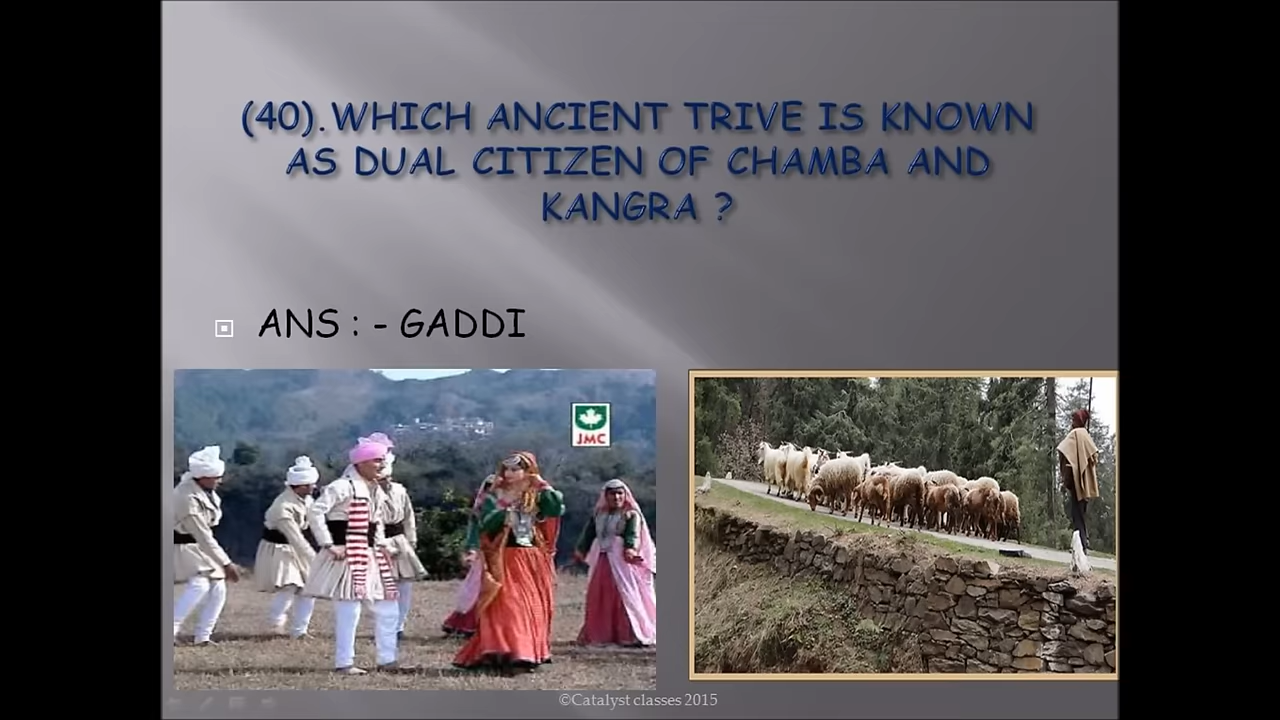 (40).WHICH ANCIENT TRIVE IS KNOWN
AS DUAL CITIZEN OF CHAMBA AND
KANGRA ?
ANS : - GADDI
JMC
©Catalyst classes 2015